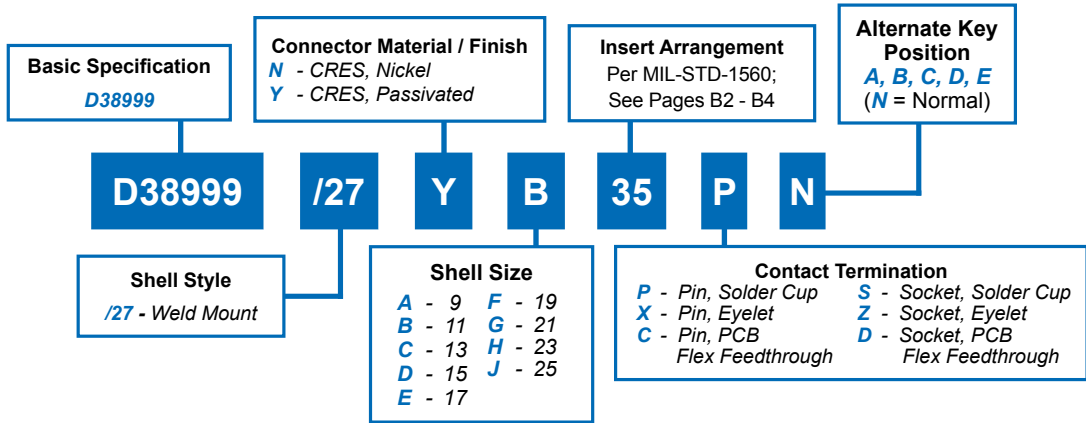 Basic Specification
D38999
Connector Material / Finish
N - CRES, Nickel
Y - CRES, Passivated
Insert Arrangement
Per MIL-STD-1560;
See Pages B2 - B4
Alternate Key
Position
A, B, C, D, E
(N = Normal)
D38999 /27 Y B 35 P N
Shell Style
/27 - Weld Mount
Shell Size
A - 9 F - 19
B - 11 G - 21
C - 13 H - 23
D - 15 J - 25
E - 17
Contact Termination
P - Pin, Solder Cup S - Socket, Solder Cup
X - Pin, Eyelet Z - Socket, Eyelet
C - Pin, PCB D - Socket, PCB
Flex Feedthrough Flex Feedthrough